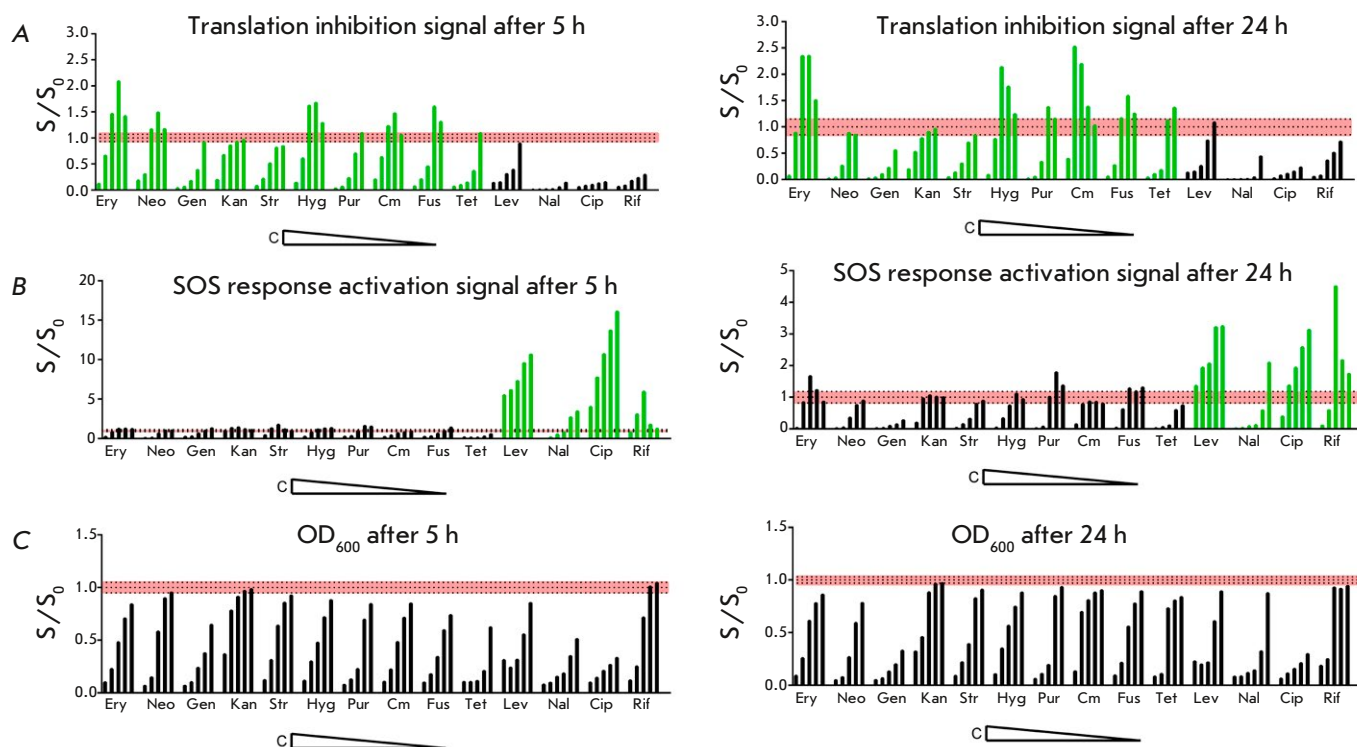 A
Translation inhibition signal after 5 h
S/S₀
3.0
2.5
2.0
1.5
1.0
0.5
0.0
Ery Neo Gen Kan Str Hyg Pur Cm Fus Tet Lev Nal Cip Rif
C
Translation inhibition signal after 24 h
S/S₀
3.0
2.5
2.0
1.5
1.0
0.5
0.0
Ery Neo Gen Kan Str Hyg Pur Cm Fus Tet Lev Nal Cip Rif
C
B
SOS response activation signal after 5 h
S/S₀
20
15
10
5
0
Ery Neo Gen Kan Str Hyg Pur Cm Fus Tet Lev Nal Cip Rif
C
SOS response activation signal after 24 h
S/S₀
5
4
3
2
1
0
Ery Neo Gen Kan Str Hyg Pur Cm Fus Tet Lev Nal Cip Rif
C
C
OD₆₀₀ after 5 h
S/S₀
1.5
1.0
0.5
0.0
Ery Neo Gen Kan Str Hyg Pur Cm Fus Tet Lev Nal Cip Rif
C
OD₆₀₀ after 24 h
S/S₀
1.5
1.0
0.5
0.0
Ery Neo Gen Kan Str Hyg Pur Cm Fus Tet Lev Nal Cip Rif
C